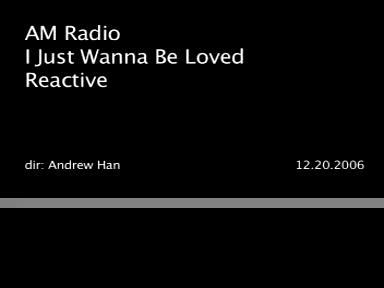 AM Radio
I Just Wanna Be Loved
Reactive
dir: Andrew Han 12.20.2006